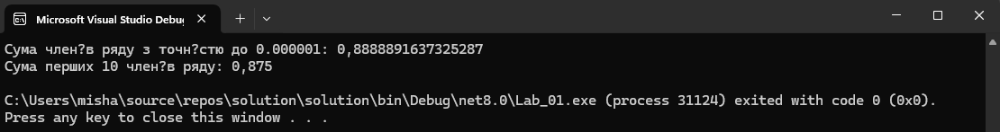 Microsoft Visual Studio Debug
Сума член?в ряду з точн?стю до 0.000001: 0,8888891637325287
Сума перших 10 член?в ряду: 0,875
C:\Users\misha\source\repos\solution\solution\bin\Debug\net8.0\Lab_01.exe (process 31124) exited with code 0 (0x0).
Press any key to close this window . . .